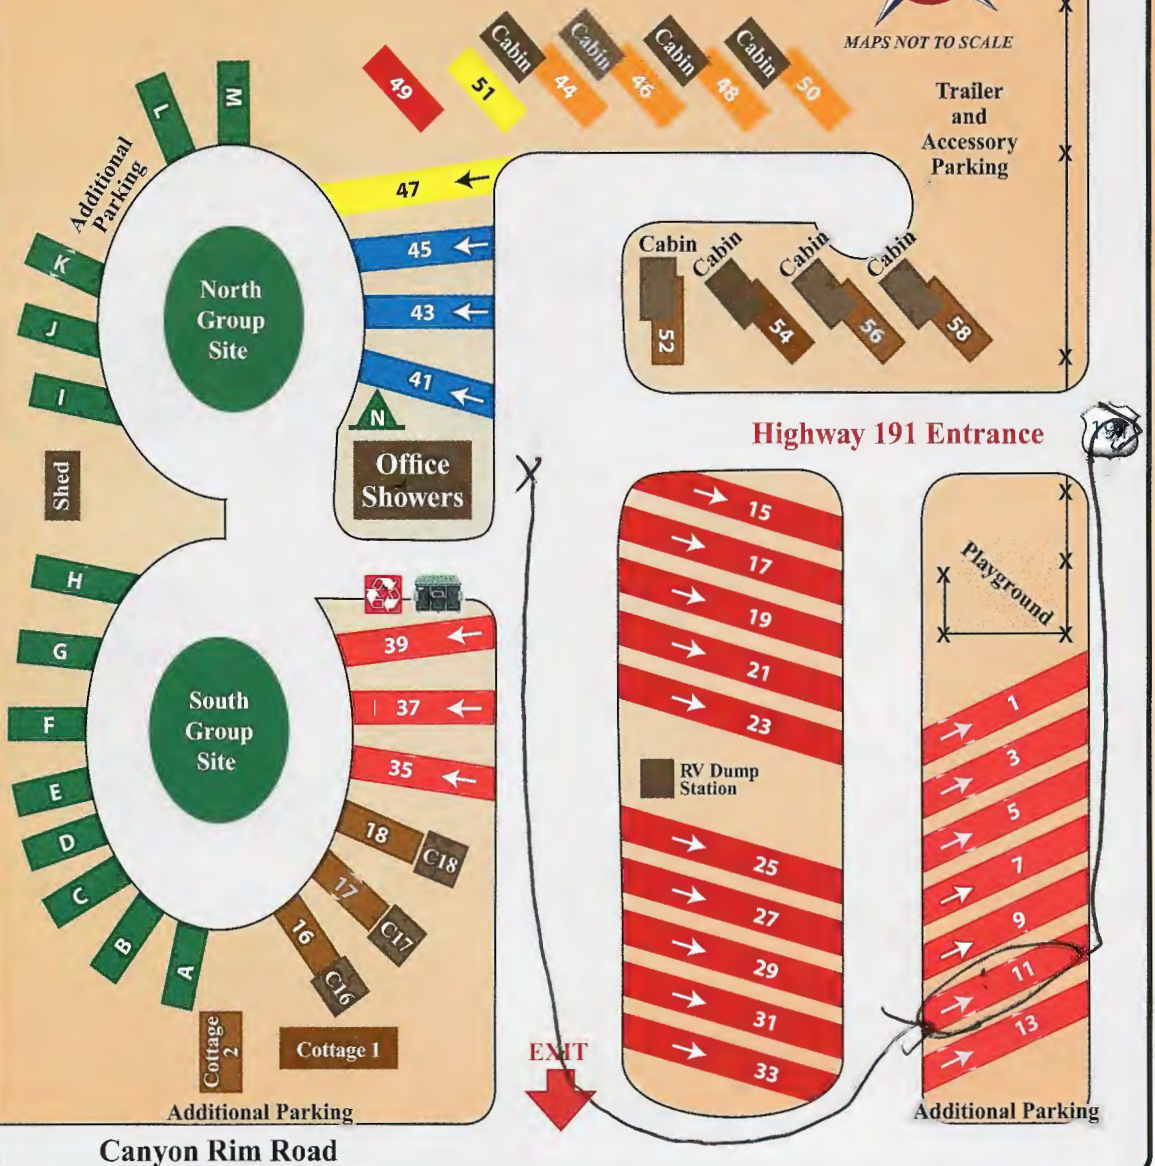 MAPS NOT TO SCALE
Trailer
and
Accessory
Parking
49
51
Cabin
44
Cabin
46
Cabin
48
Cabin
50
L
M
Additional
Parking
47
45
43
41
K
J
I
North
Group
Site
N
Office
Showers
Shed
Cabin
52
Cabin
54
Cabin
56
Cabin
58
Highway 191 Entrance
X
X
X
X
X
X
X
X
X
X
Playground
15
17
19
21
23
RV Dump
Station
25
27
29
31
33
1
3
5
7
9
11
13
H
G
F
E
D
C
B
A
South
Group
Site
39
37
35
18
C18
17
C17
16
C16
Cottage
2
Cottage 1
EXIT
Additional Parking
Additional Parking
Canyon Rim Road